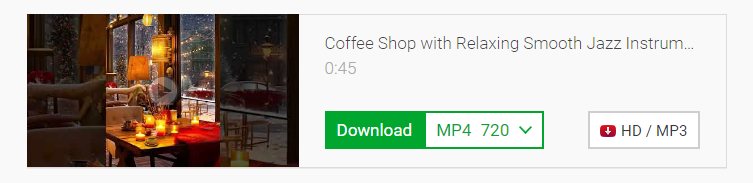 Coffee Shop with Relaxing Smooth Jazz Instrum...
0:45
Download MP4 720
HD / MP3